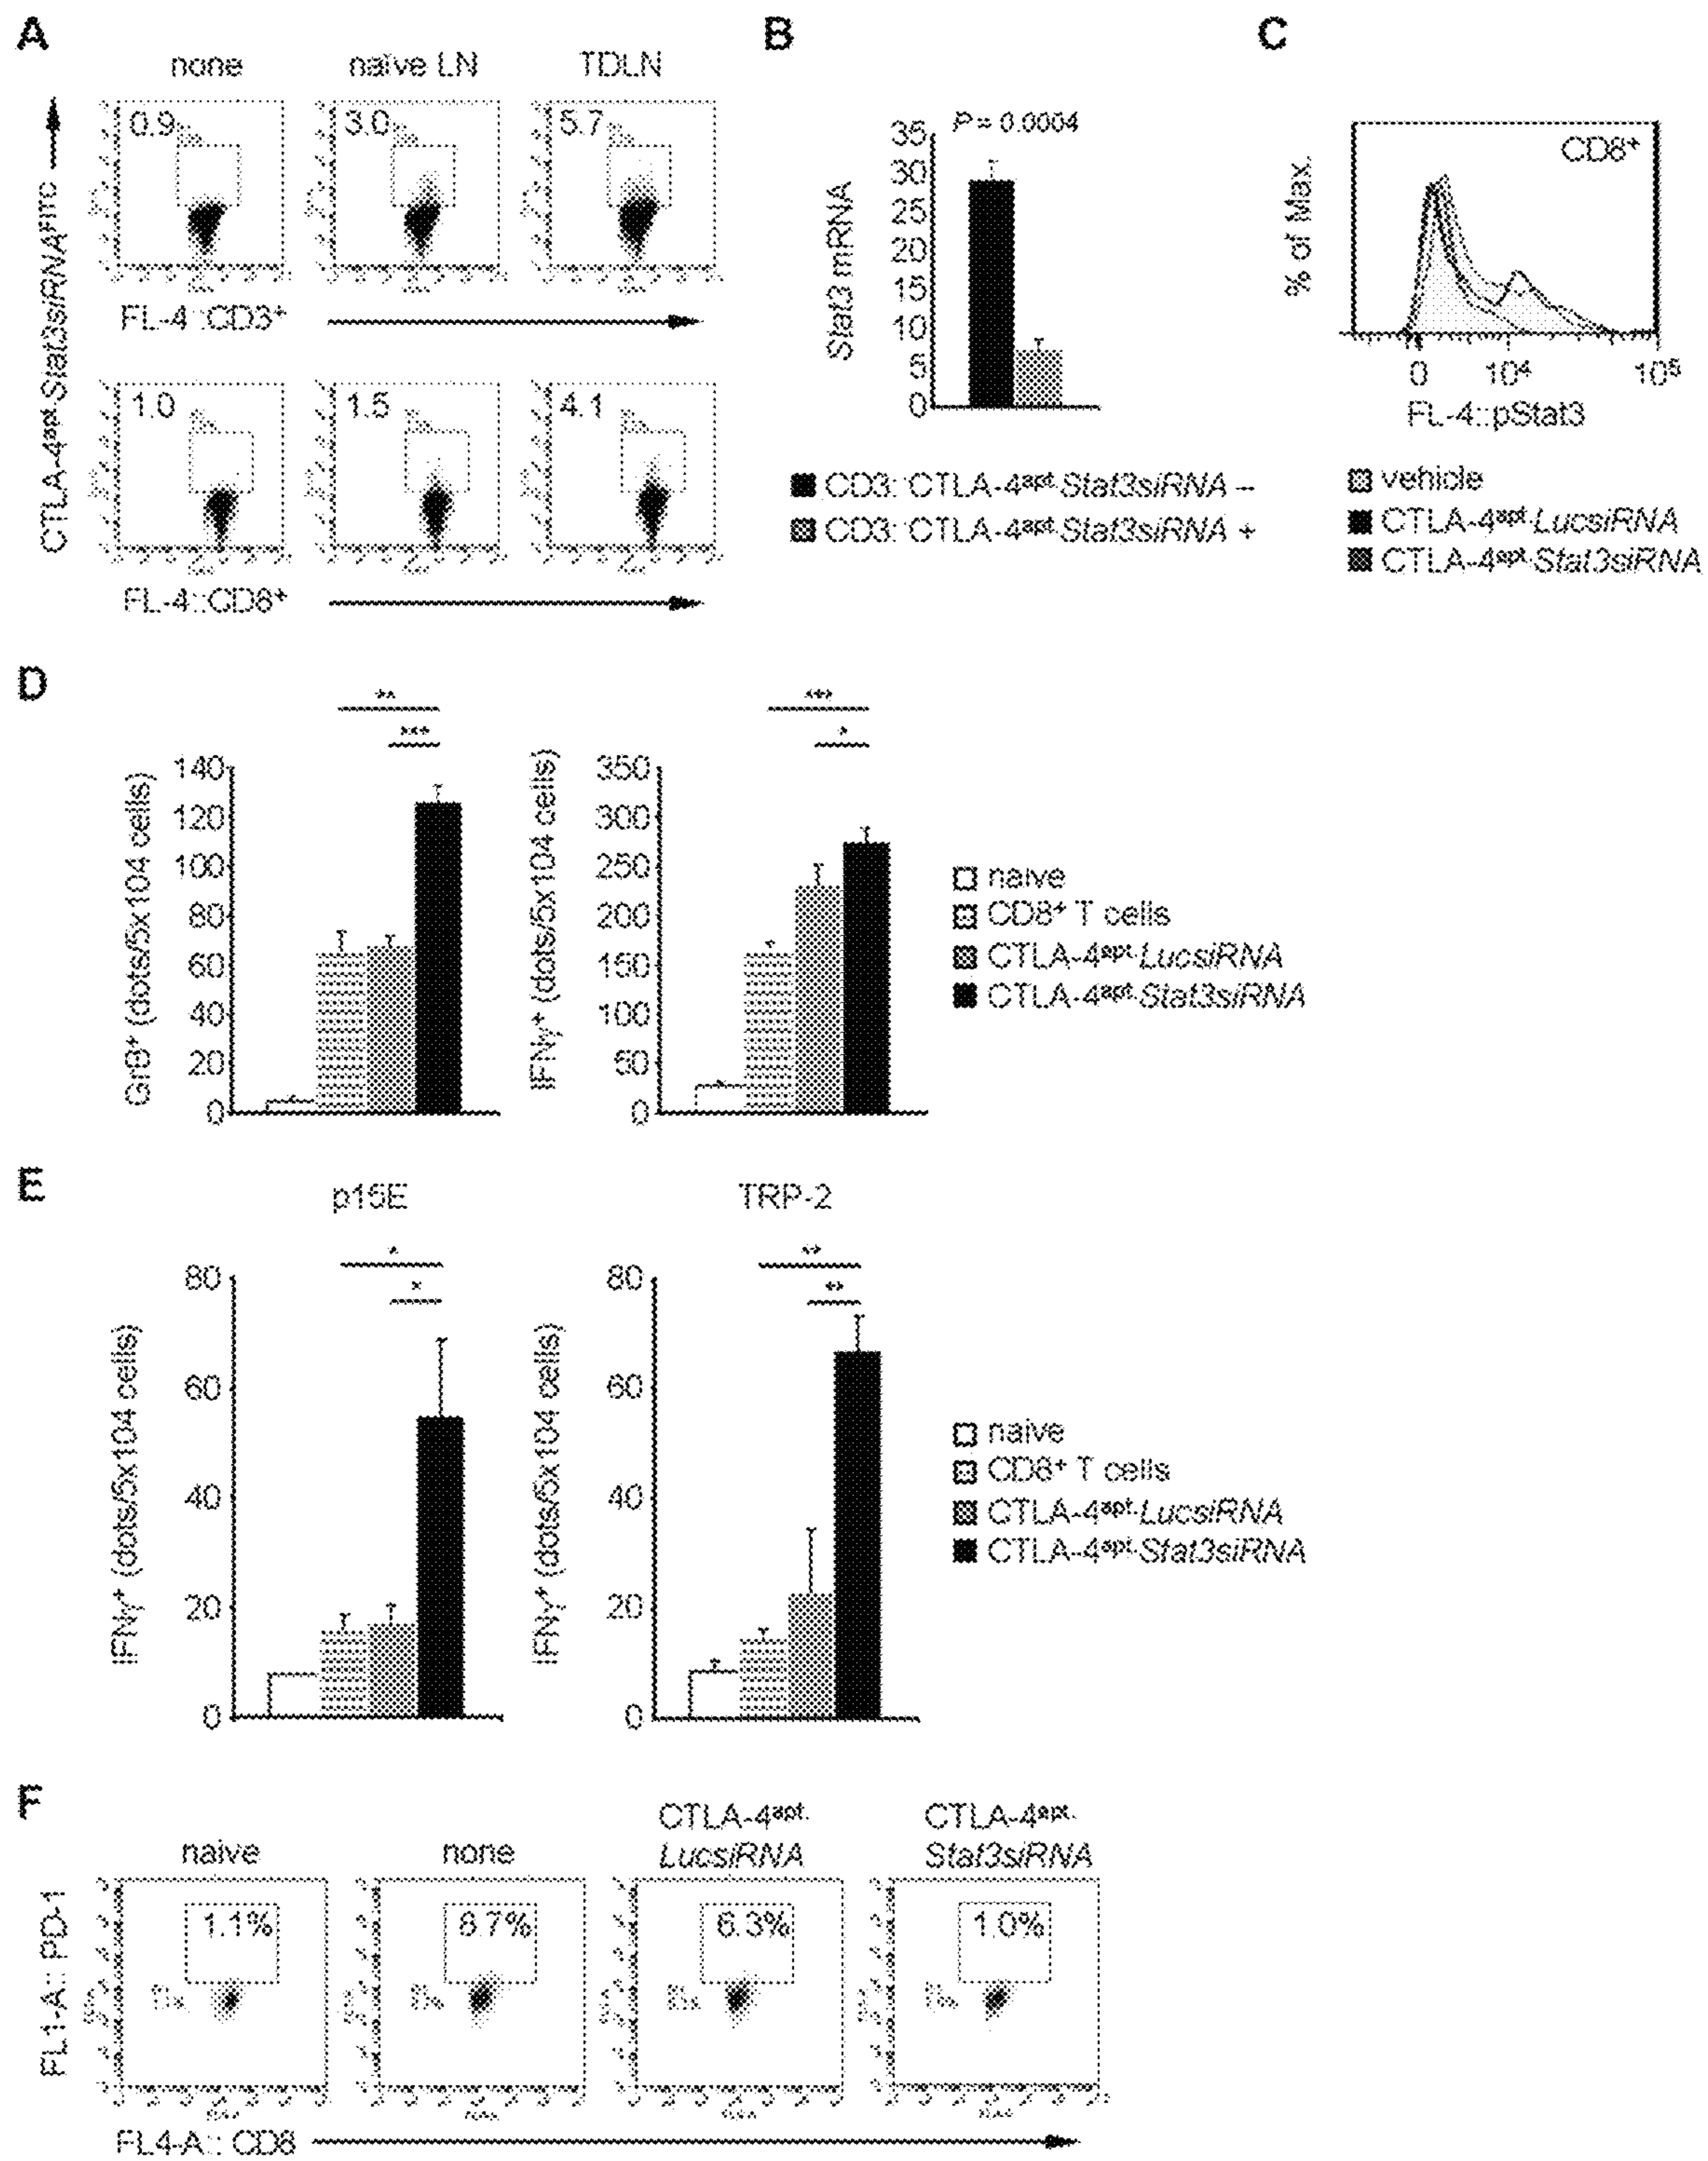 A
none naïve LN TDLN
0.9 3.0 5.7
CTLA-4apt-Stat3siRNAFITC
FL-4::CD3+
1.0 1.5 4.1
FL-4::CD8+
B
P = 0.0004
Stat3 mRNA
35
30
25
20
15
10
5
0
CD3::CTLA-4apt-Stat3siRNA –
CD3::CTLA-4apt-Stat3siRNA +
C
CD8+
% of Max.
0 10⁴ 10⁵
FL-4::pStat3
vehicle
CTLA-4apt-LucsiRNA
CTLA-4apt-Stat3siRNA
D
** ***
*** *
GrB+ (dots/5x104 cells)
140
120
100
80
60
40
20
0
IFNγ+ (dots/5x104 cells)
350
300
250
200
150
100
50
0
naive
CD8+ T cells
CTLA-4apt-LucsiRNA
CTLA-4apt-Stat3siRNA
E
p15E TRP-2
* **
* **
IFNγ+ (dots/5x104 cells)
80
60
40
20
0
IFNγ+ (dots/5x104 cells)
80
60
40
20
0
naive
CD8+ T cells
CTLA-4apt-LucsiRNA
CTLA-4apt-Stat3siRNA
F
naive none CTLA-4apt-LucsiRNA CTLA-4apt-Stat3siRNA
1.1% 8.7% 6.3% 1.0%
FL1-A:: PD-1
FL4-A:: CD8